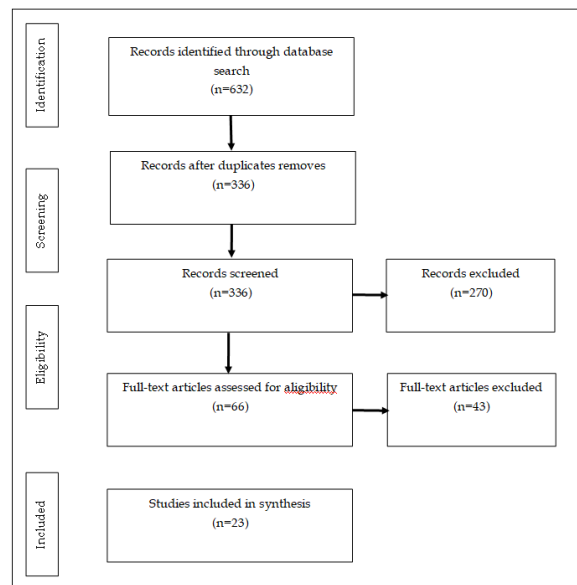 Identification
Records identified through database
search
(n=632)
Records after duplicates removes
(n=336)
Screening
Records screened
(n=336)
Records excluded
(n=270)
Eligibility
Full-text articles assessed for aligibility
(n=66)
Full-text articles excluded
(n=43)
Included
Studies included in synthesis
(n=23)